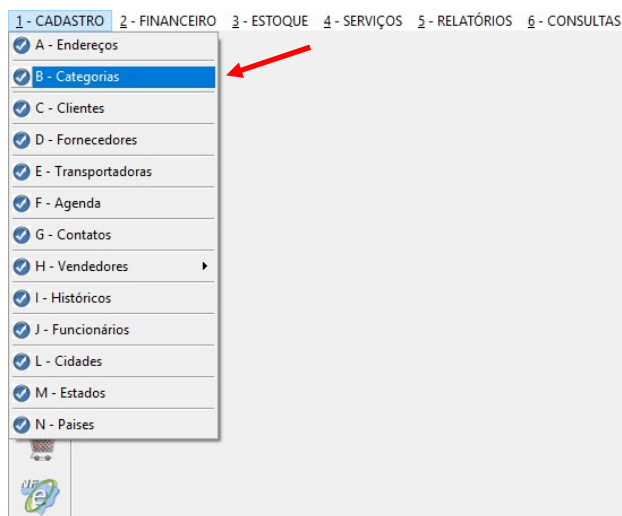 1 - CADASTRO 2 - FINANCEIRO 3 - ESTOQUE 4 - SERVIÇOS 5 - RELATÓRIOS 6 - CONSULTAS
A - Endereços
B - Categorias
C - Clientes
D - Fornecedores
E - Transportadoras
F - Agenda
G - Contatos
H - Vendedores
I - Históricos
J - Funcionários
L - Cidades
M - Estados
N - Paises